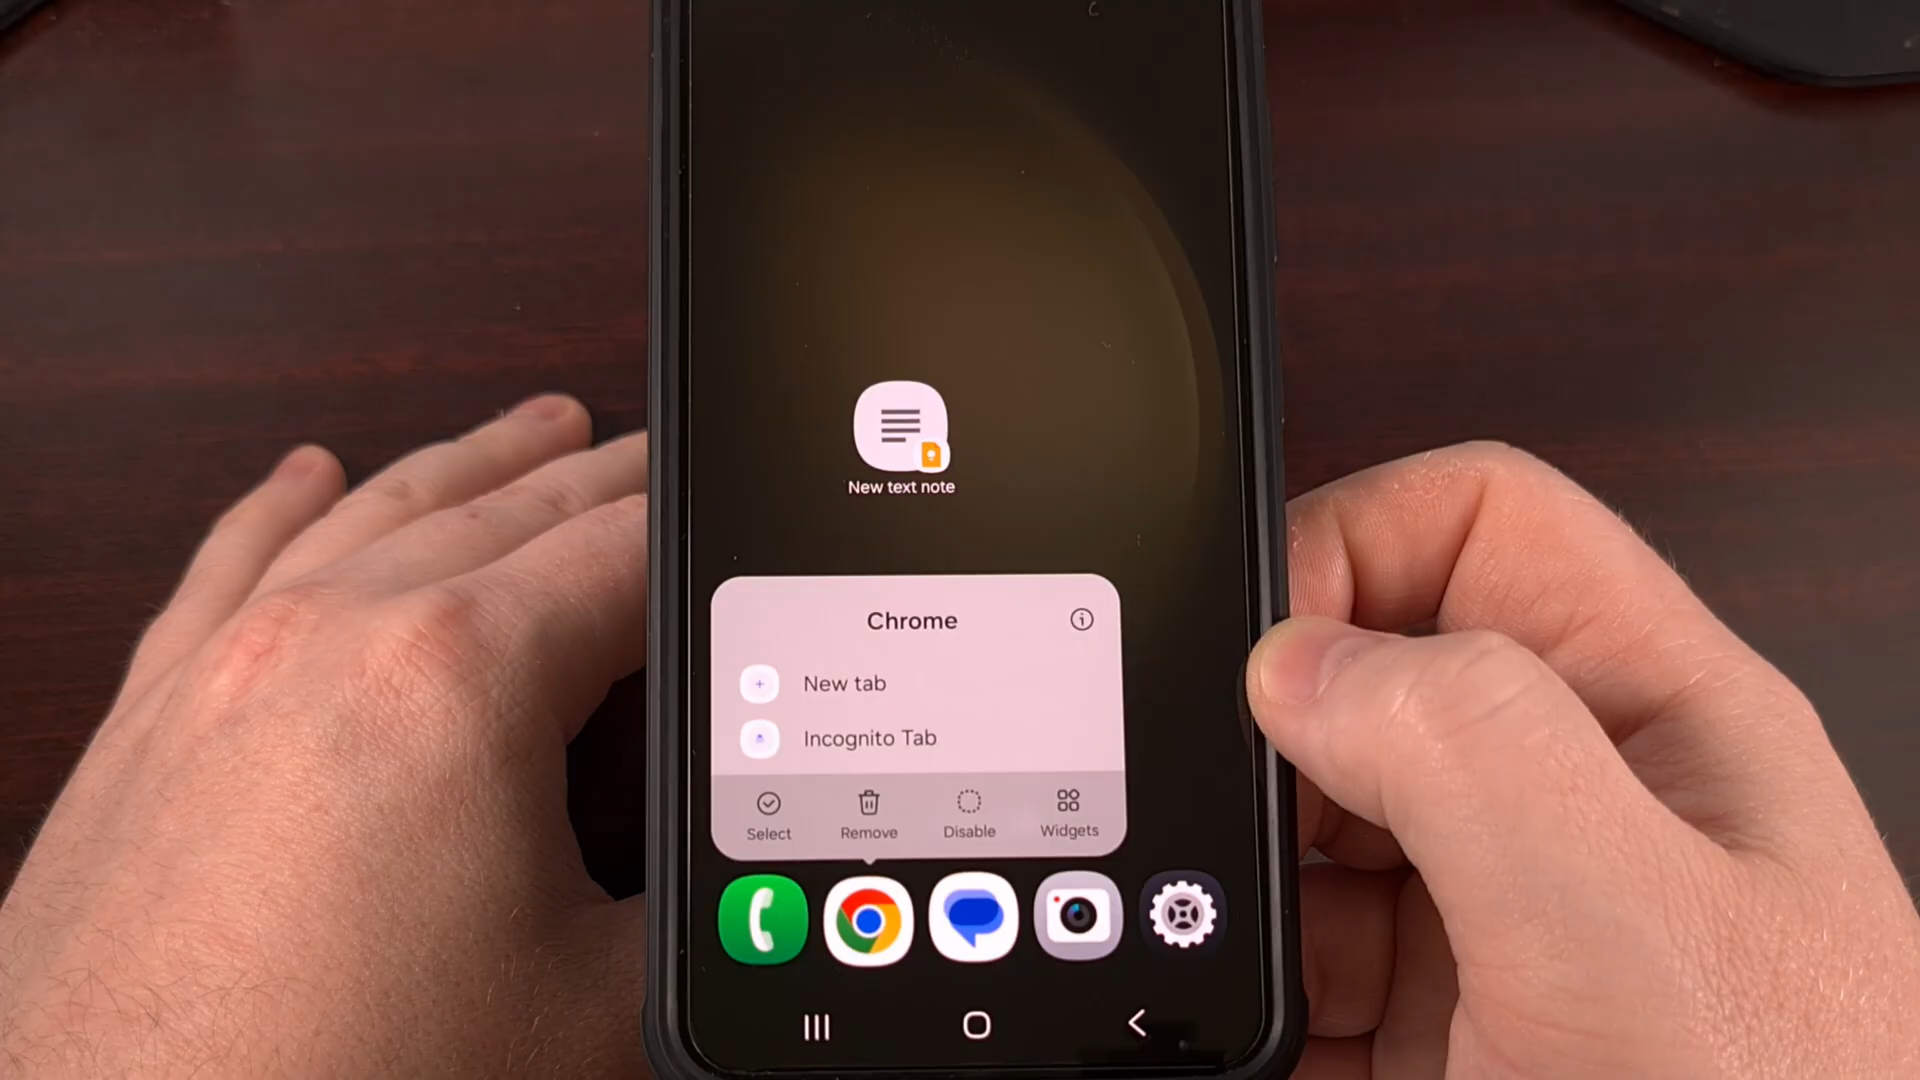 New text note
Chrome
New tab
Incognito Tab
Select Remove Disable Widgets